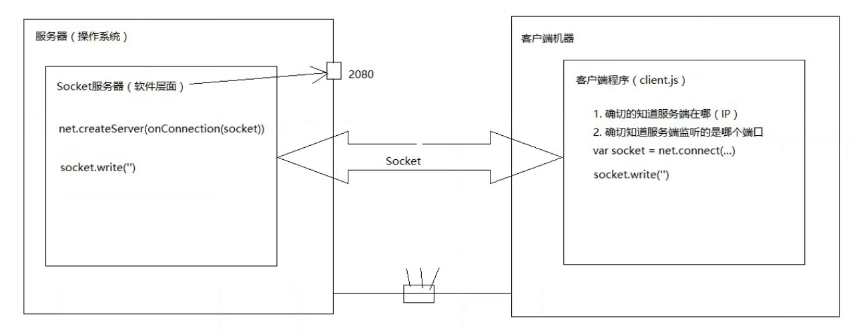 服务器（操作系统）
Socket服务器（软件层面）
2080
net.createServer(onConnection(socket))
socket.write('')
Socket
客户端机器
客户端程序（client.js）
1. 确切的知道服务端在哪（IP）
2. 确切知道服务端监听的是哪个端口
var socket = net.connect(...)
socket.write('')